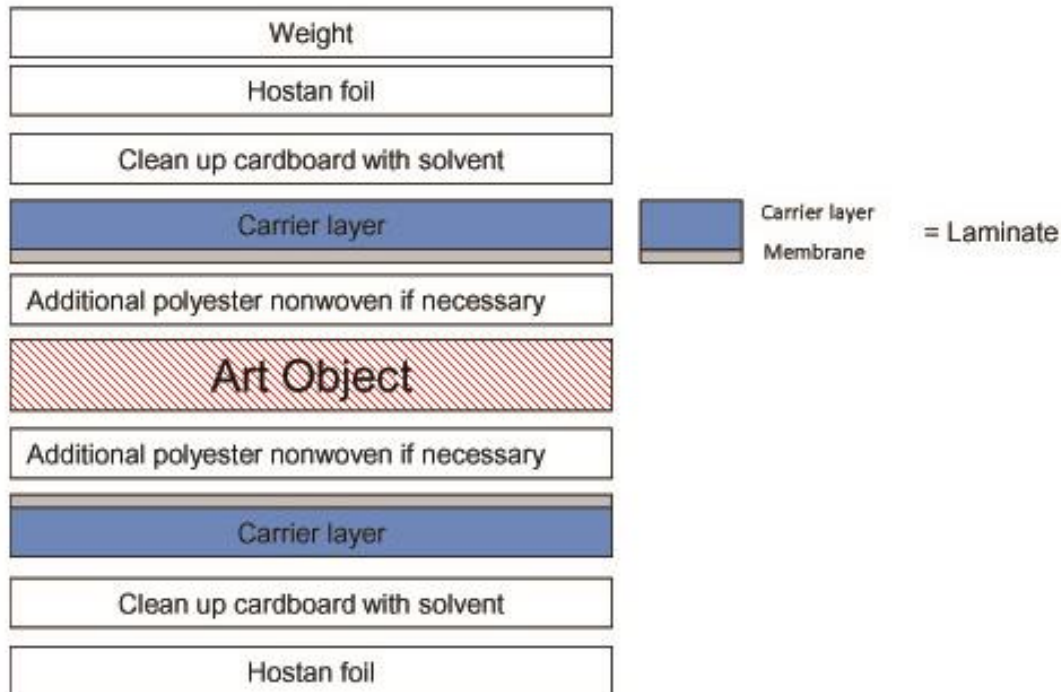 Weight
Hostan foil
Clean up cardboard with solvent
Carrier layer
Carrier layer
Membrane
= Laminate
Additional polyester nonwoven if necessary
Art Object
Additional polyester nonwoven if necessary
Carrier layer
Clean up cardboard with solvent
Hostan foil